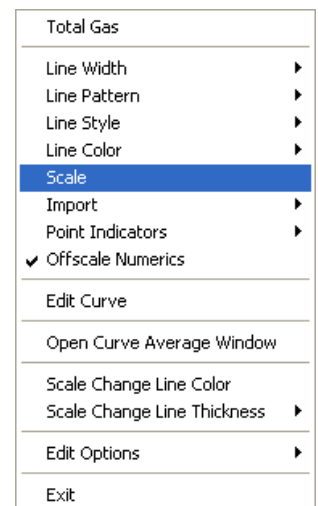 Total Gas
Line Width
Line Pattern
Line Style
Line Color
Scale
Import
Point Indicators
Offscale Numerics
Edit Curve
Open Curve Average Window
Scale Change Line Color
Scale Change Line Thickness
Edit Options
Exit